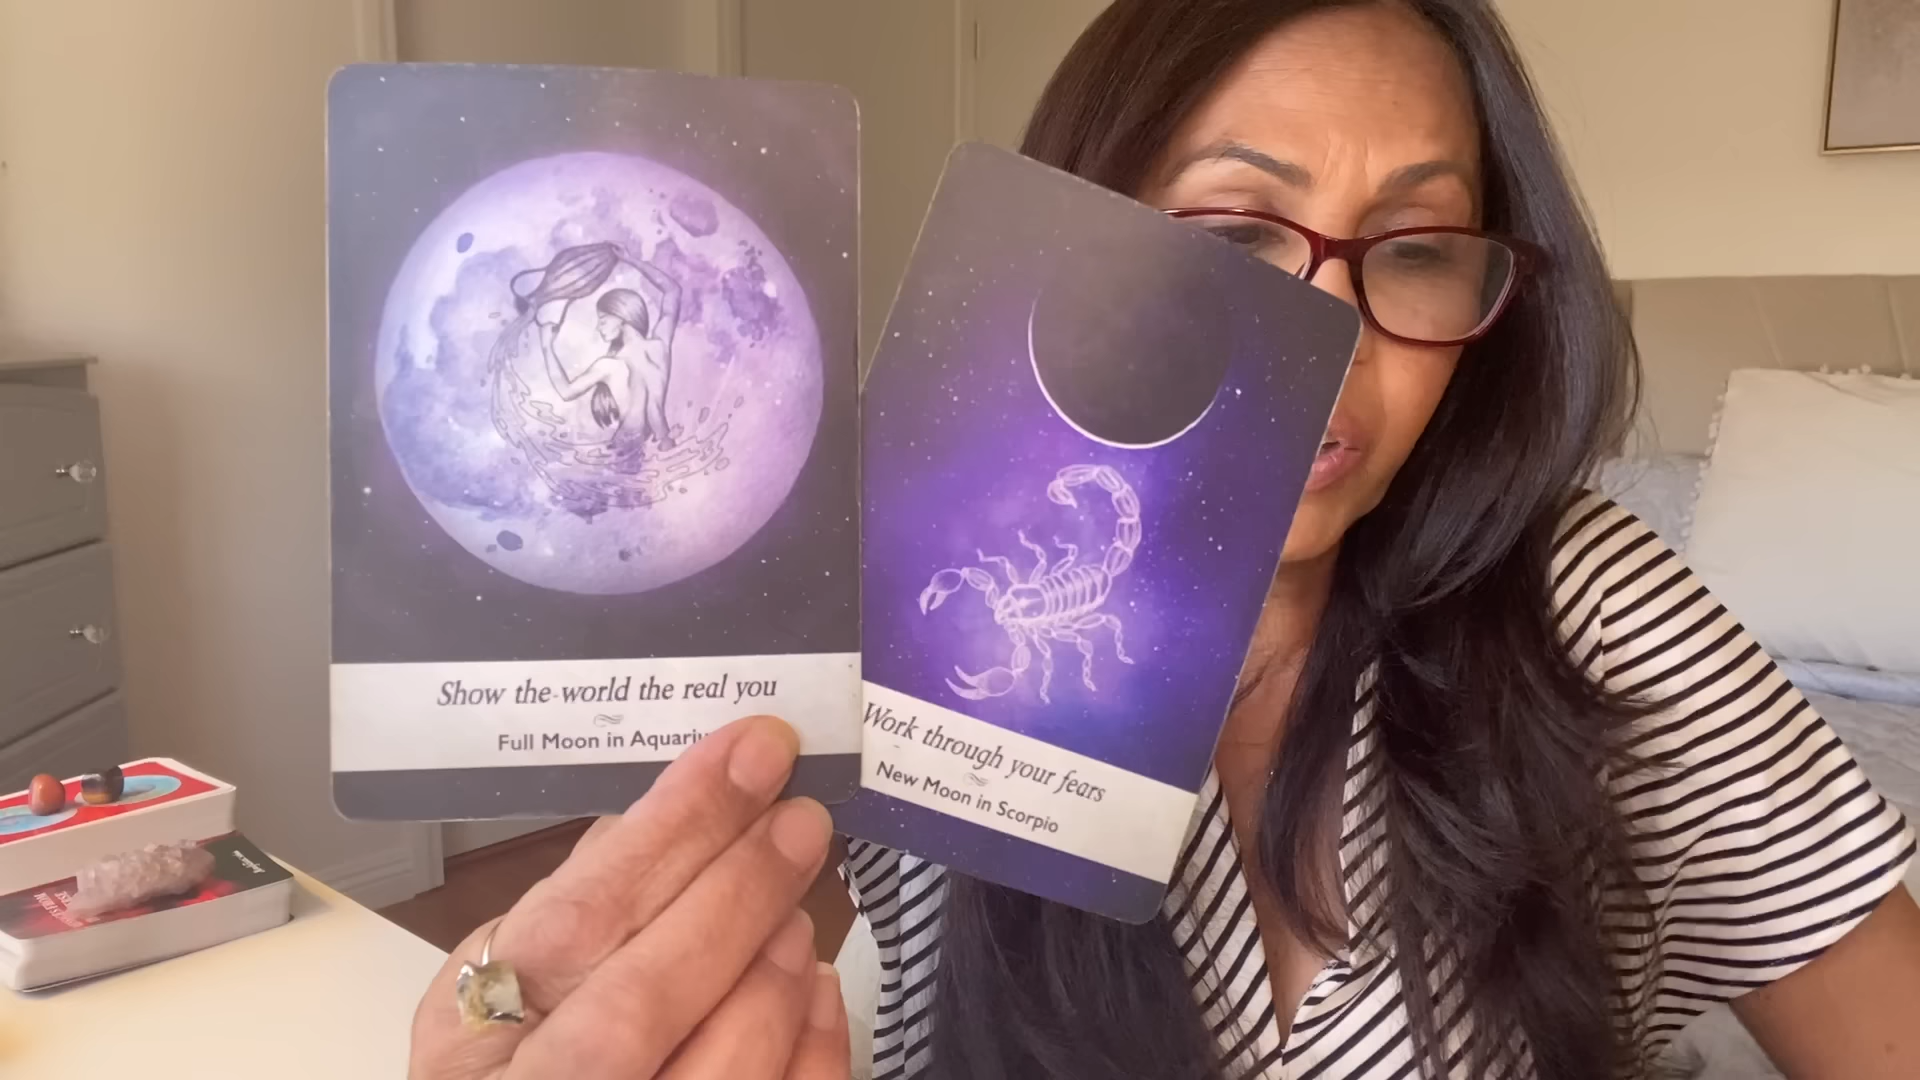 Show the world the real you
Full Moon in Aquariu
Work through your fears
New Moon in Scorpio